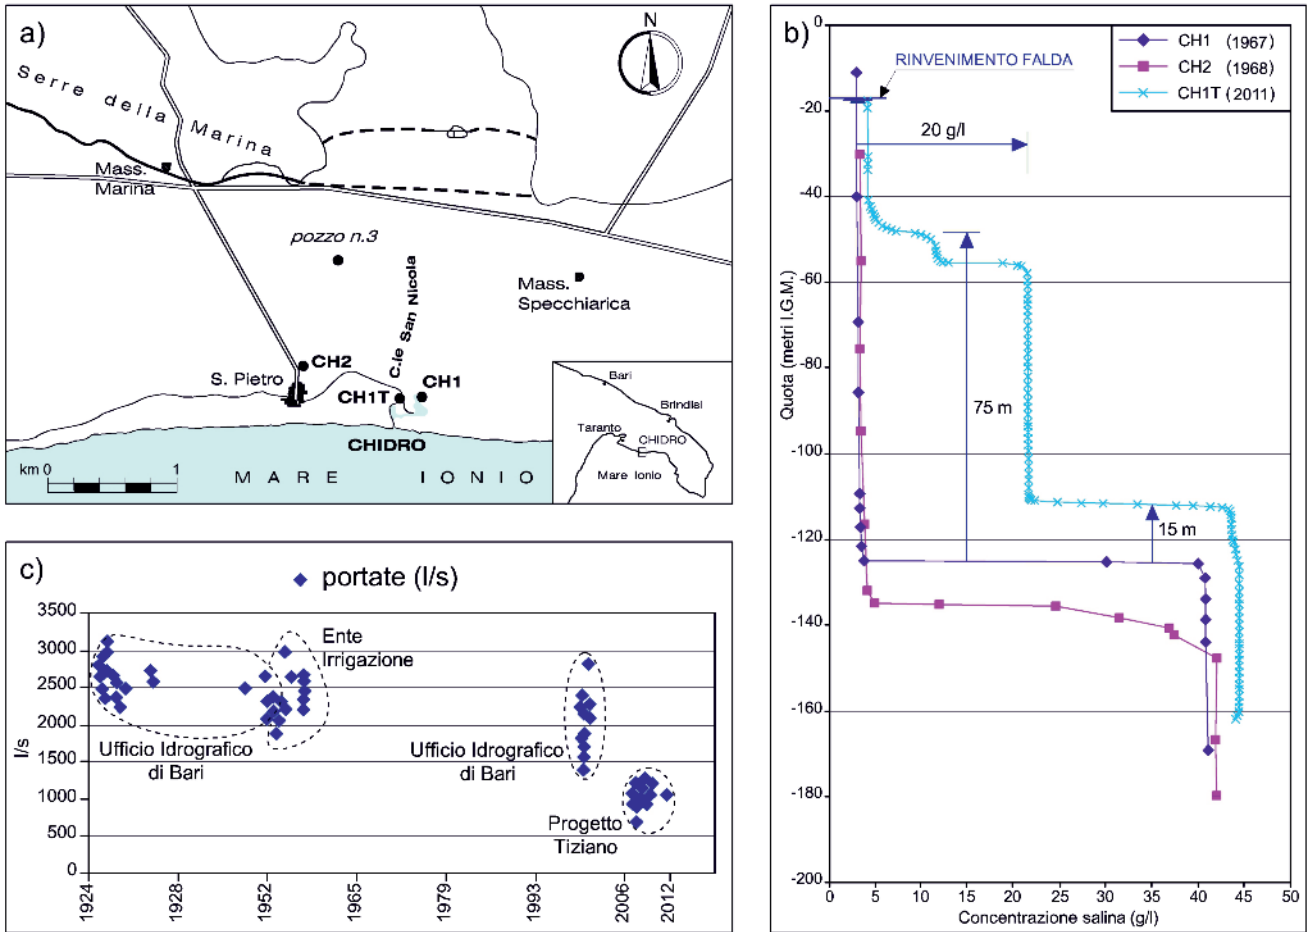 a)
N
Serre della Marina
Mass.
Marina
pozzo n.3
C.le San Nicola
Mass.
Specchiarica
CH2
S. Pietro
CH1T
CH1
CHIDRO
km 0
1
MARE IONIO
Bari
Brindisi
Taranto
CHIDRO
Mare Ionio
b)
CH1 (1967)
CH2 (1968)
CH1T (2011)
RINVENIMENTO FALDA
20 g/l
75 m
15 m
Quota (metri I.G.M.)
0
-20
-40
-60
-80
-100
-120
-140
-160
-180
-200
0 5 10 15 20 25 30 35 40 45 50
Concentrazione salina (g/l)
c)
portate (l/s)
l/s
3500
3000
2500
2000
1500
1000
500
0
Ente
Irrigazione
Ufficio Idrografico
di Bari
Ufficio Idrografico
di Bari
Progetto
Tiziano
1924
1928
1952
1965
1979
1993
2006
2012